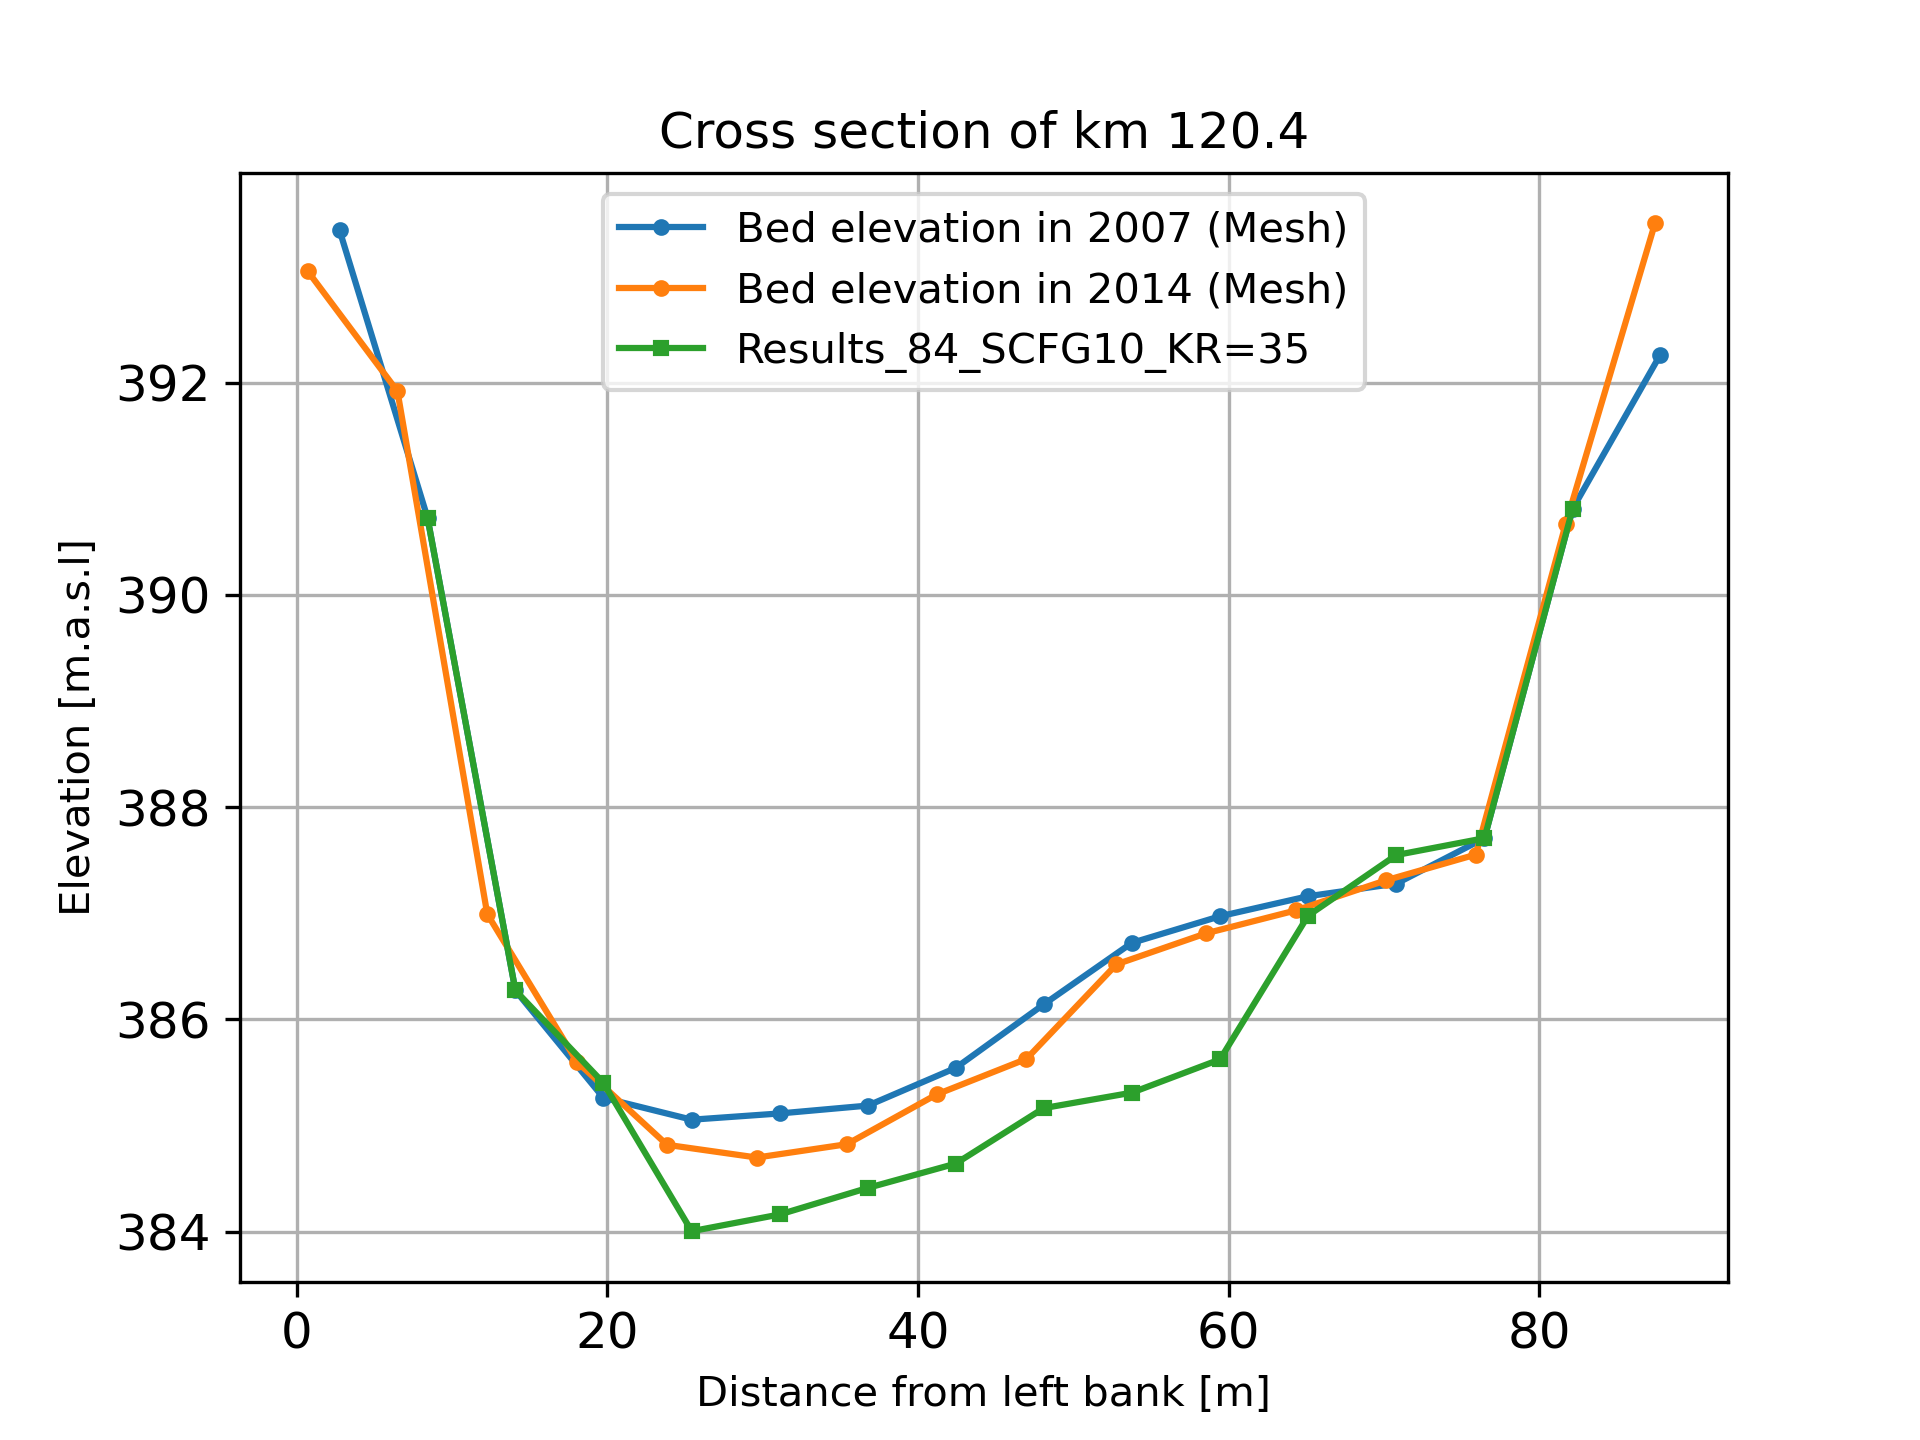 Cross section of km 120.4
Bed elevation in 2007 (Mesh)
Bed elevation in 2014 (Mesh)
Results_84_SCFG10_KR=35
Elevation [m.a.s.l]
392
390
388
386
384
0 20 40 60 80
Distance from left bank [m]